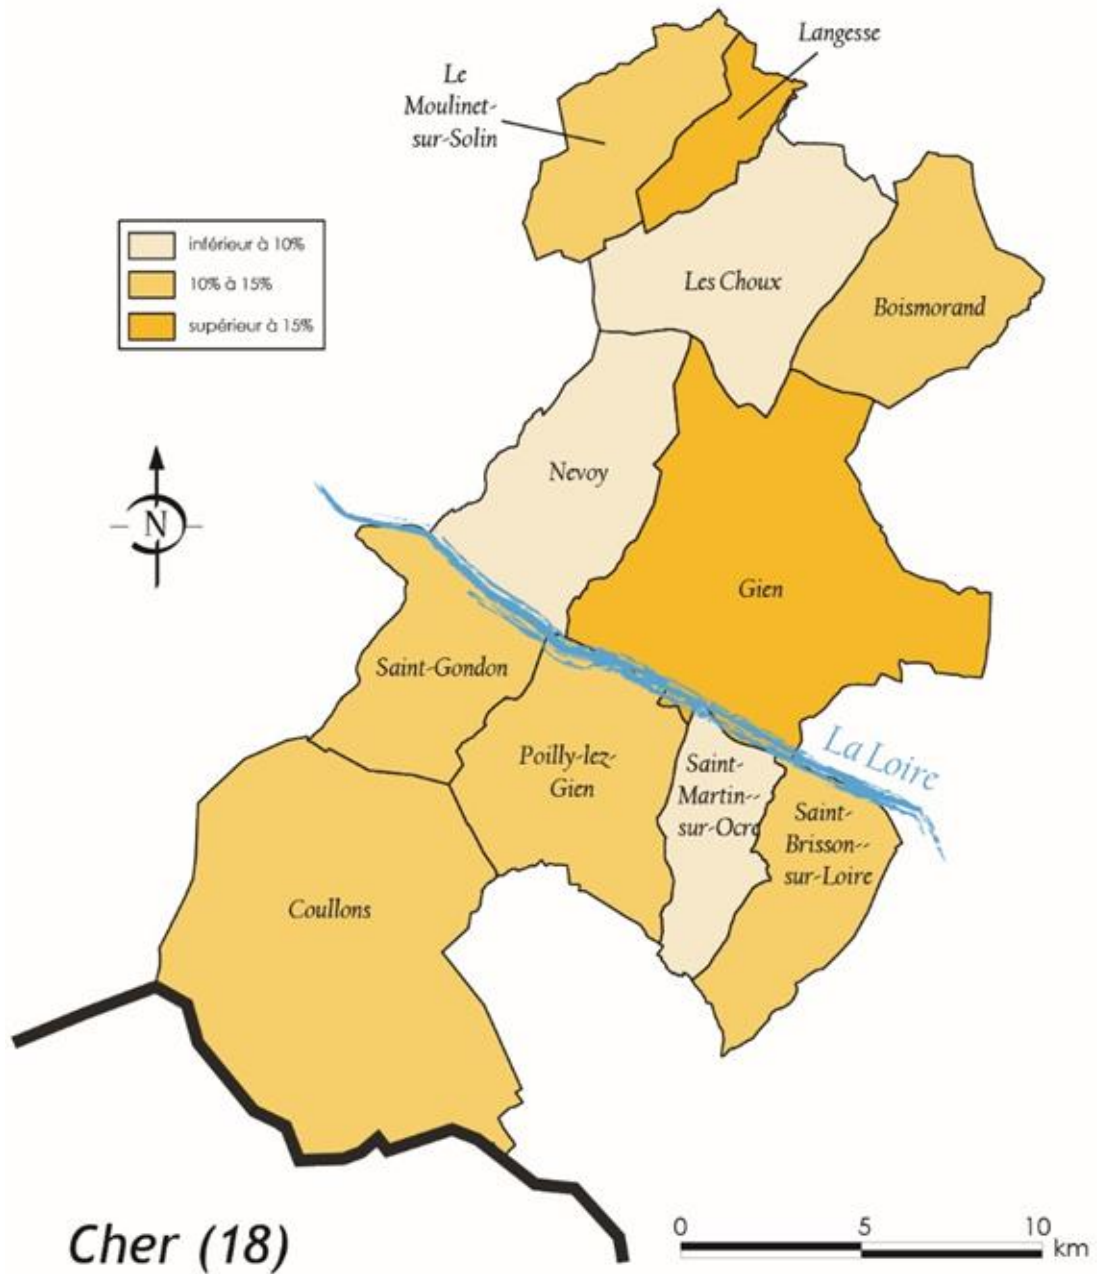 Langesse
Le
Moulinet-
sur-Solin
inférieur à 10%
10% à 15%
supérieur à 15%
Les Choux
Boismorand
Nevoy
N
Gien
Saint-Gondon
Poilly-lez-
Gien
La Loire
Saint-
Martin--
sur-Ocre
Saint-
Brisson--
sur-Loire
Coullons
Cher (18)
0 5 10
km